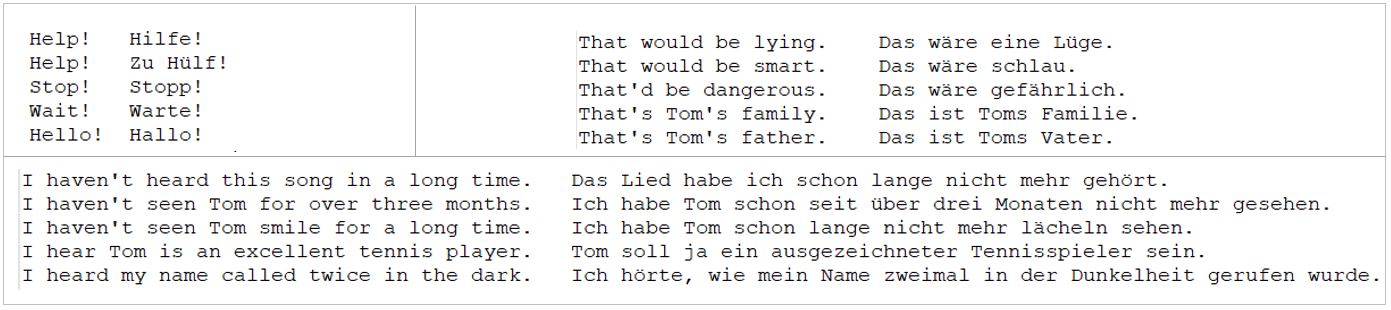 Help! Hilfe!
Help! Zu Hülf!
Stop! Stopp!
Wait! Warte!
Hello! Hallo!
That would be lying. Das wäre eine Lüge.
That would be smart. Das wäre schlau.
That'd be dangerous. Das wäre gefährlich.
That's Tom's family. Das ist Toms Familie.
That's Tom's father. Das ist Toms Vater.
I haven't heard this song in a long time. Das Lied habe ich schon lange nicht mehr gehört.
I haven't seen Tom for over three months. Ich habe Tom schon seit über drei Monaten nicht mehr gesehen.
I haven't seen Tom smile for a long time. Ich habe Tom schon lange nicht mehr lächeln sehen.
I hear Tom is an excellent tennis player. Tom soll ja ein ausgezeichneter Tennisspieler sein.
I heard my name called twice in the dark. Ich hörte, wie mein Name zweimal in der Dunkelheit gerufen wurde.